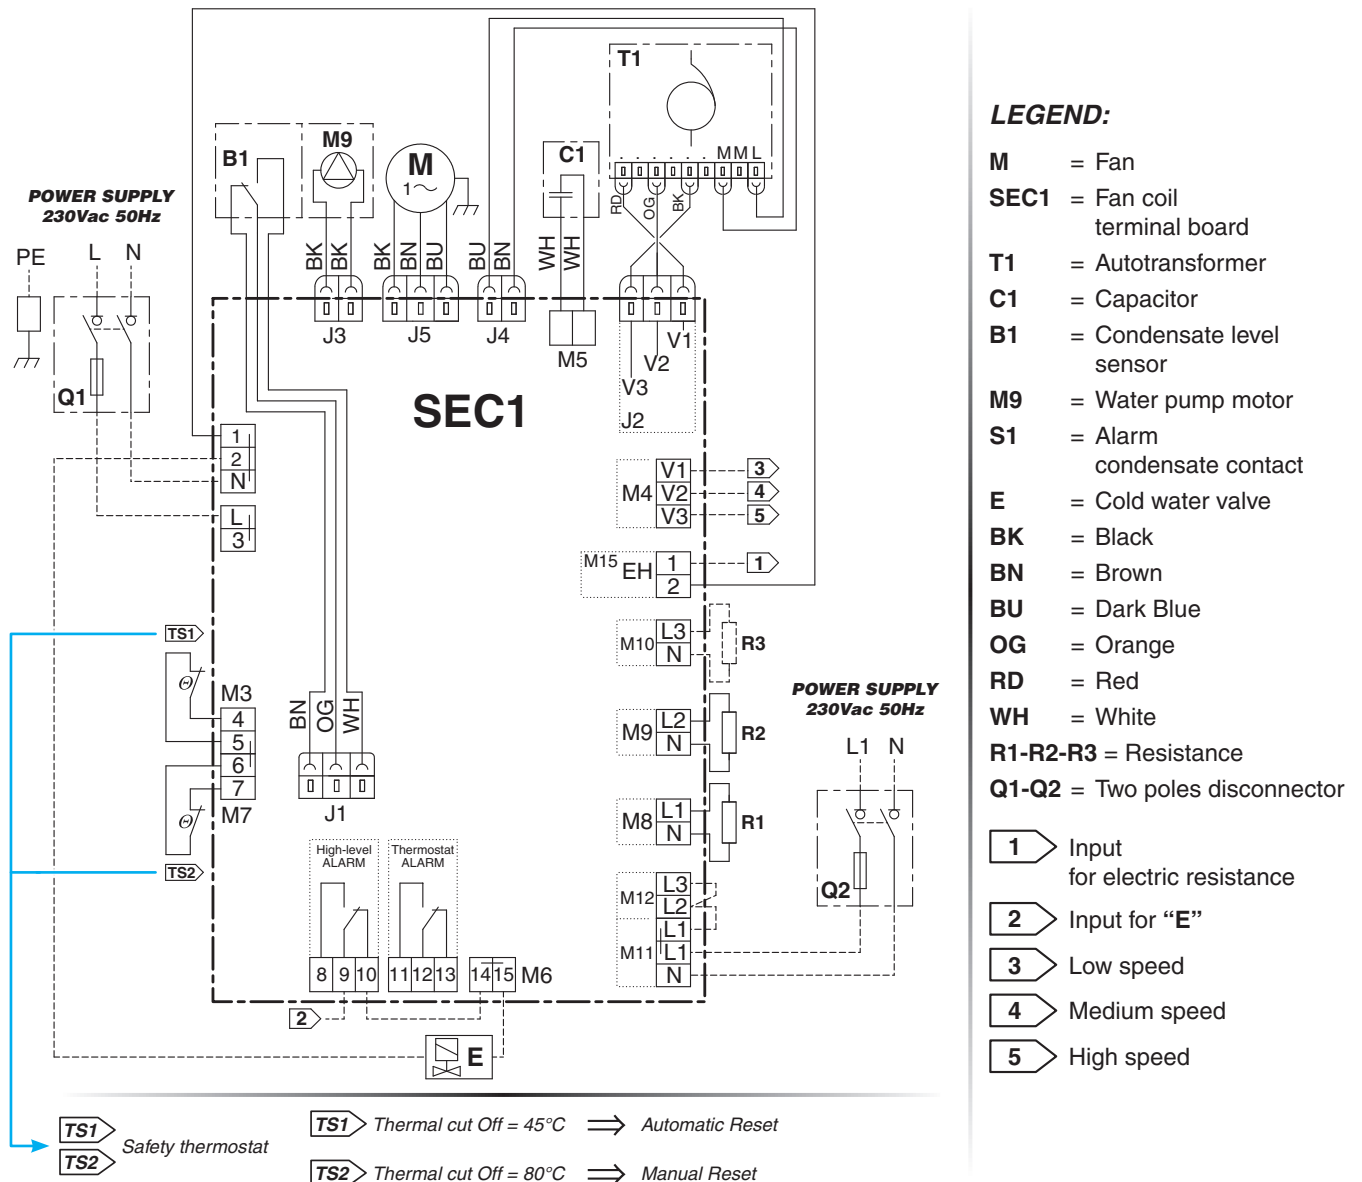 T1
M M L
RD
OG
BK
B1
M9
M
1~
C1
POWER SUPPLY
230Vac 50Hz
PE
L
N
Q1
BK
BK
BK
BN
BU
BU
BN
WH
WH
J3
J5
J4
M5
V1
V2
V3
J2
SEC1
1
2
N
L
3
M4
V1
V2
V3
3
4
5
M15
EH
1
2
1
M10
L3
N
R3
M9
L2
N
R2
M8
L1
N
R1
M12
L3
L2
M11
L1
L1
N
POWER SUPPLY
230Vac 50Hz
L1
N
Q2
TS1
Θ
M3
4
5
6
7
M7
Θ
TS2
BN
OG
WH
J1
High-level
ALARM
Thermostat
ALARM
8 9 10
11 12 13
14 15
M6
2
E
TS1
TS2
Safety thermostat
TS1 Thermal cut Off = 45°C ⇒ Automatic Reset
TS2 Thermal cut Off = 80°C ⇒ Manual Reset
LEGEND:
M = Fan
SEC1 = Fan coil
terminal board
T1 = Autotransformer
C1 = Capacitor
B1 = Condensate level
sensor
M9 = Water pump motor
S1 = Alarm
condensate contact
E = Cold water valve
BK = Black
BN = Brown
BU = Dark Blue
OG = Orange
RD = Red
WH = White
R1-R2-R3 = Resistance
Q1-Q2 = Two poles disconnector
1 Input
for electric resistance
2 Input for “E”
3 Low speed
4 Medium speed
5 High speed